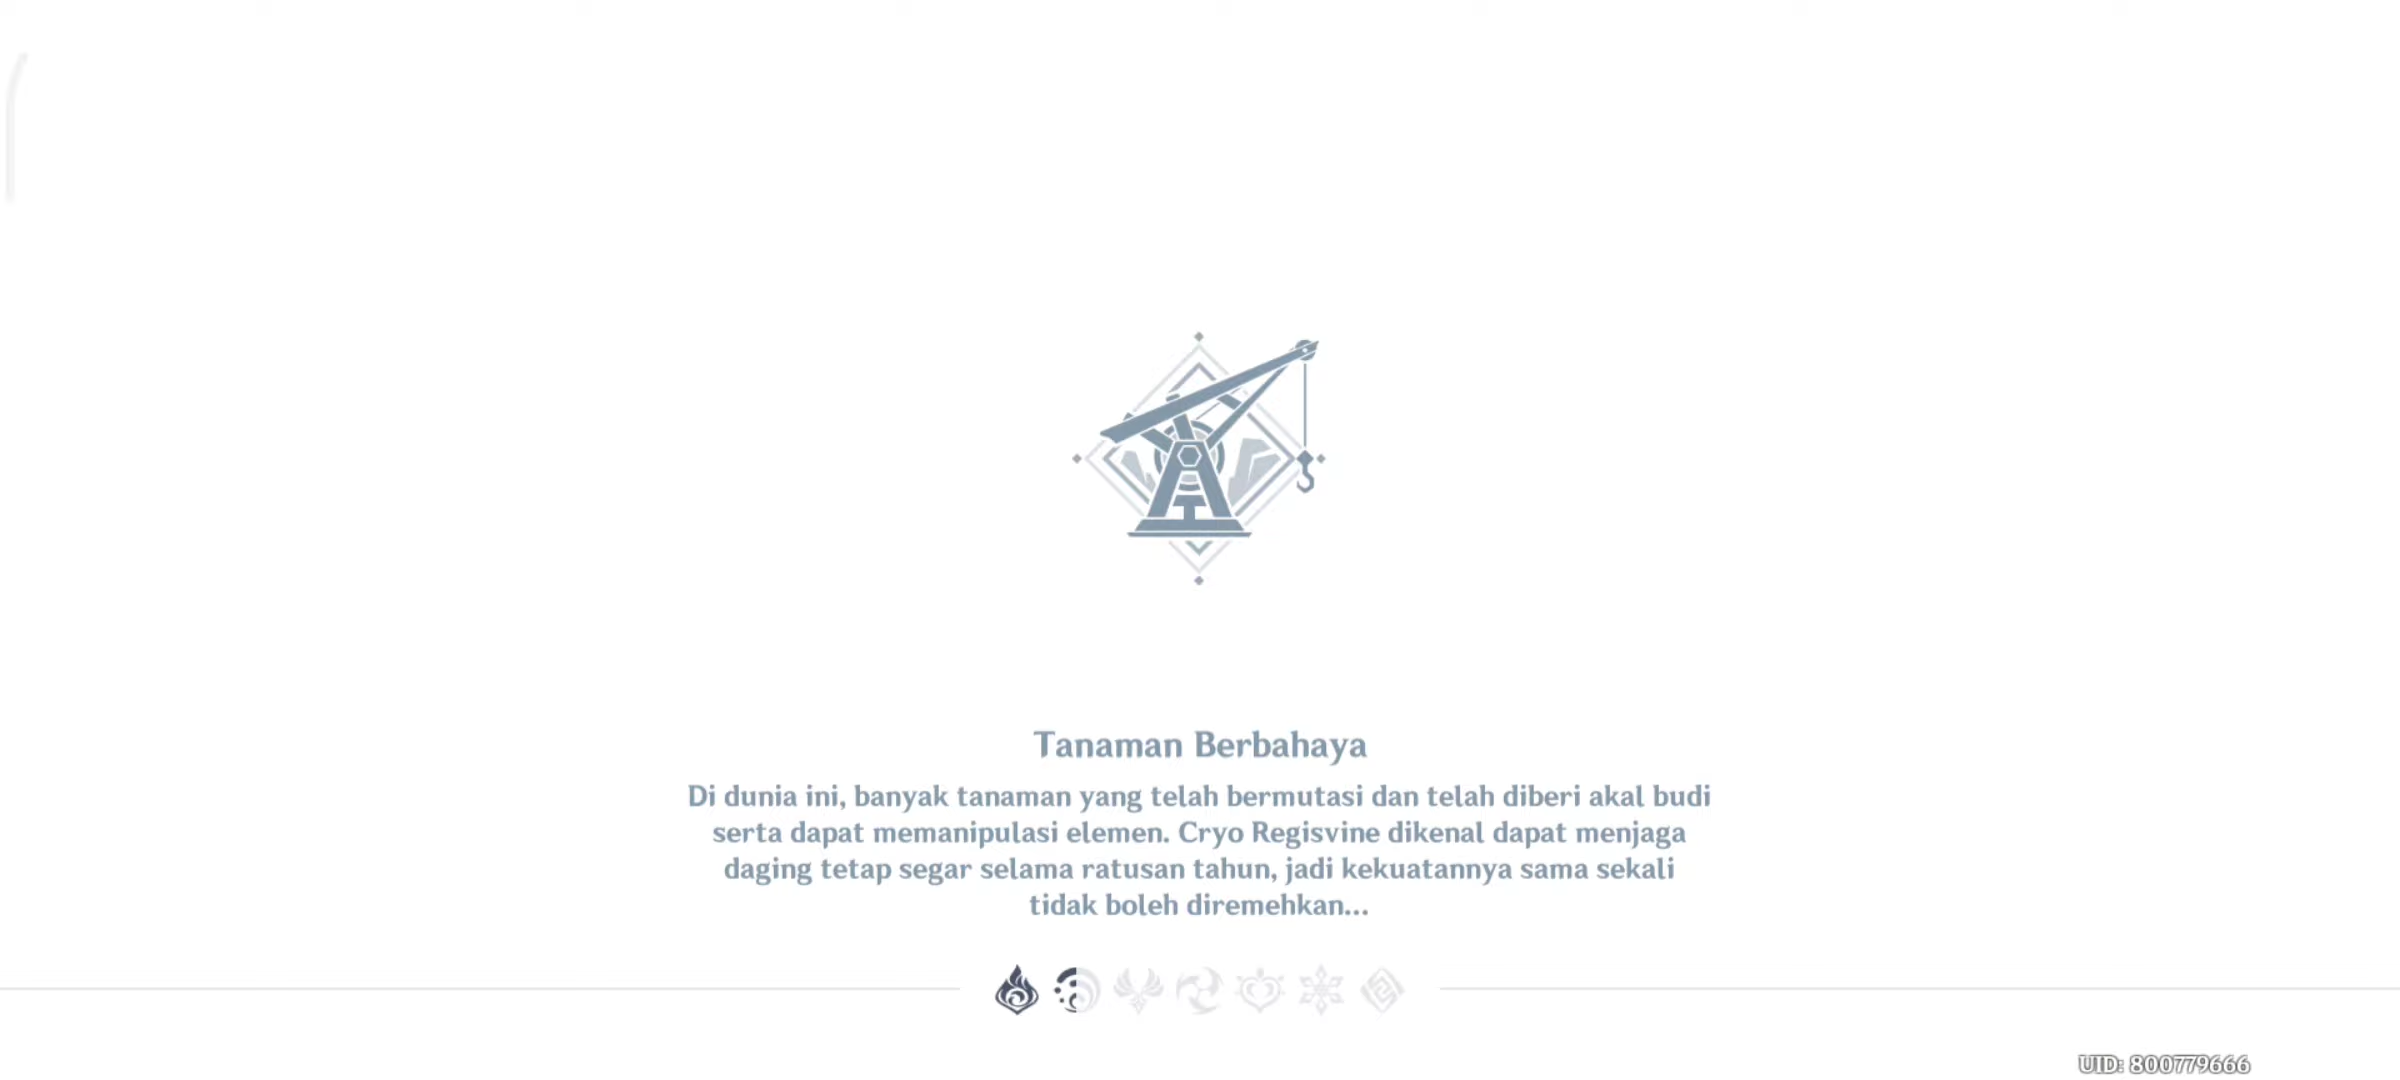 Tanaman Berbahaya
Di dunia ini, banyak tanaman yang telah bermutasi dan telah diberi akal budi
serta dapat memanipulasi elemen. Cryo Regisvine dikenal dapat menjaga
daging tetap segar selama ratusan tahun, jadi kekuatannya sama sekali
tidak boleh diremehkan...
UID: 800779666